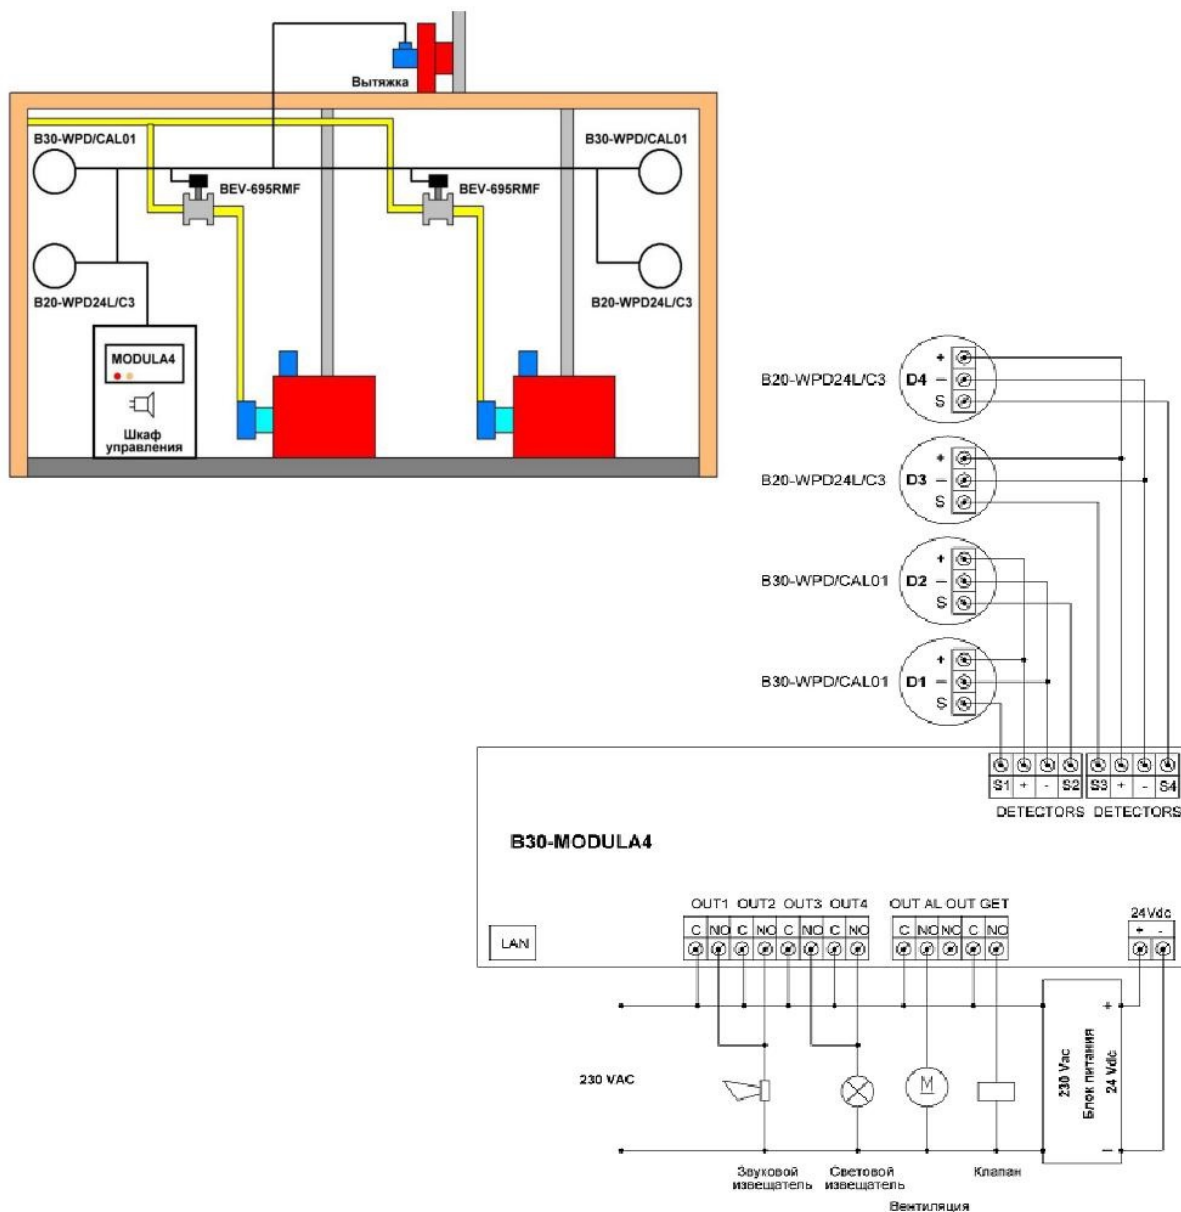 Вытяжка
B30-WPD/CAL01
B30-WPD/CAL01
BEV-695RMF
BEV-695RMF
B20-WPD24L/C3
B20-WPD24L/C3
MODULA4
Шкаф
управления
+
B20-WPD24L/C3 D4 –
S
+
B20-WPD24L/C3 D3 –
S
+
B30-WPD/CAL01 D2 –
S
+
B30-WPD/CAL01 D1 –
S
S1 + - S2 S3 + - S4
DETECTORS DETECTORS
B30-MODULA4
OUT1 OUT2 OUT3 OUT4 OUT AL OUT GET
C NO C NO C NO C NO C NO NO C NO
24Vdc
+ -
LAN
230 VAC
+
230 Vac
Блок питания
24 Vdc
M
–
Звуковой
извещатель
Световой
извещатель
Клапан
Вентиляция